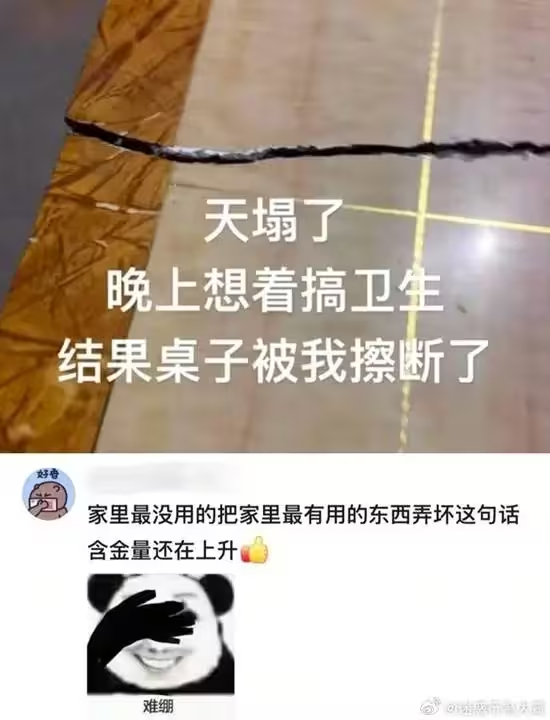 天塌了
晚上想着搞卫生
结果桌子被我擦断了
好香
家里最没用的把家里最有用的东西弄坏这句话
含金量还在上升👍
难绷